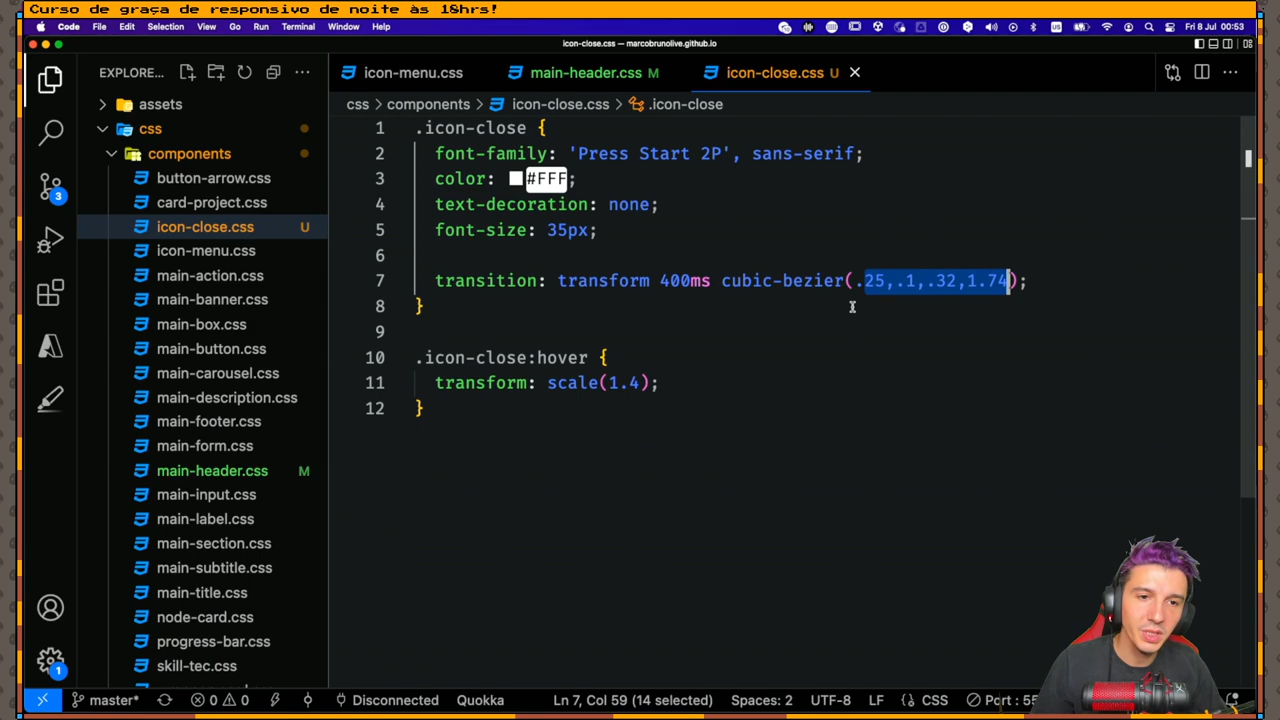 Curso de graça de responsivo de noite às 18hrs!
Code File Edit Selection View Go Run Terminal Window Help US Fri 8 Jul 00:53
icon-close.css — marcobrunolive.github.io
EXPLORE... icon-menu.css main-header.css M icon-close.css U
css > components > icon-close.css > .icon-close
assets
css
components
button-arrow.css
card-project.css
icon-close.css U
icon-menu.css
main-action.css
main-banner.css
main-box.css
main-button.css
main-carousel.css
main-description.css
main-footer.css
main-form.css
main-header.css M
main-input.css
main-label.css
main-section.css
main-subtitle.css
main-title.css
node-card.css
progress-bar.css
skill-tec.css
3
1
1 .icon-close {
2 font-family: 'Press Start 2P', sans-serif;
3 color: #FFF;
4 text-decoration: none;
5 font-size: 35px;
6
7 transition: transform 400ms cubic-bezier(.25,.1,.32,1.74);
8 }
9
10 .icon-close:hover {
11 transform: scale(1.4);
12 }
master* 0 0 Disconnected Quokka Ln 7, Col 59 (14 selected) Spaces: 2 UTF-8 LF {} CSS Port : 55